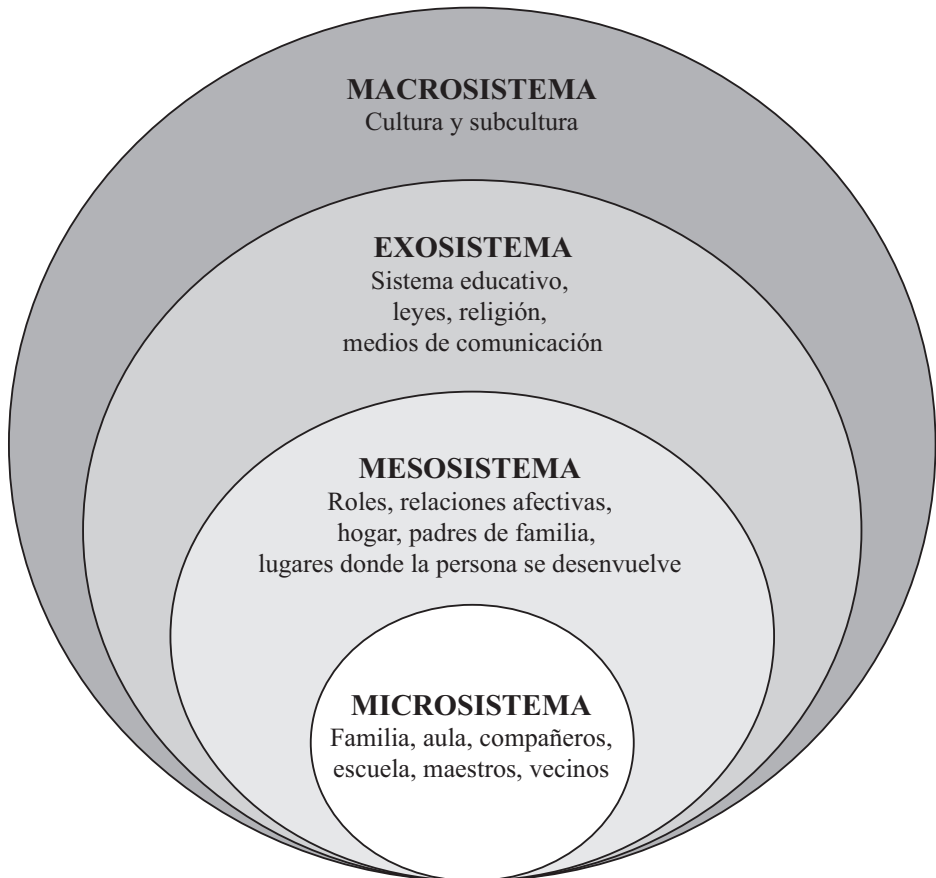 MACROSISTEMA
Cultura y subcultura
EXOSISTEMA
Sistema educativo,
leyes, religión,
medios de comunicación
MESOSISTEMA
Roles, relaciones afectivas,
hogar, padres de familia,
lugares donde la persona se desenvuelve
MICROSISTEMA
Familia, aula, compañeros,
escuela, maestros, vecinos